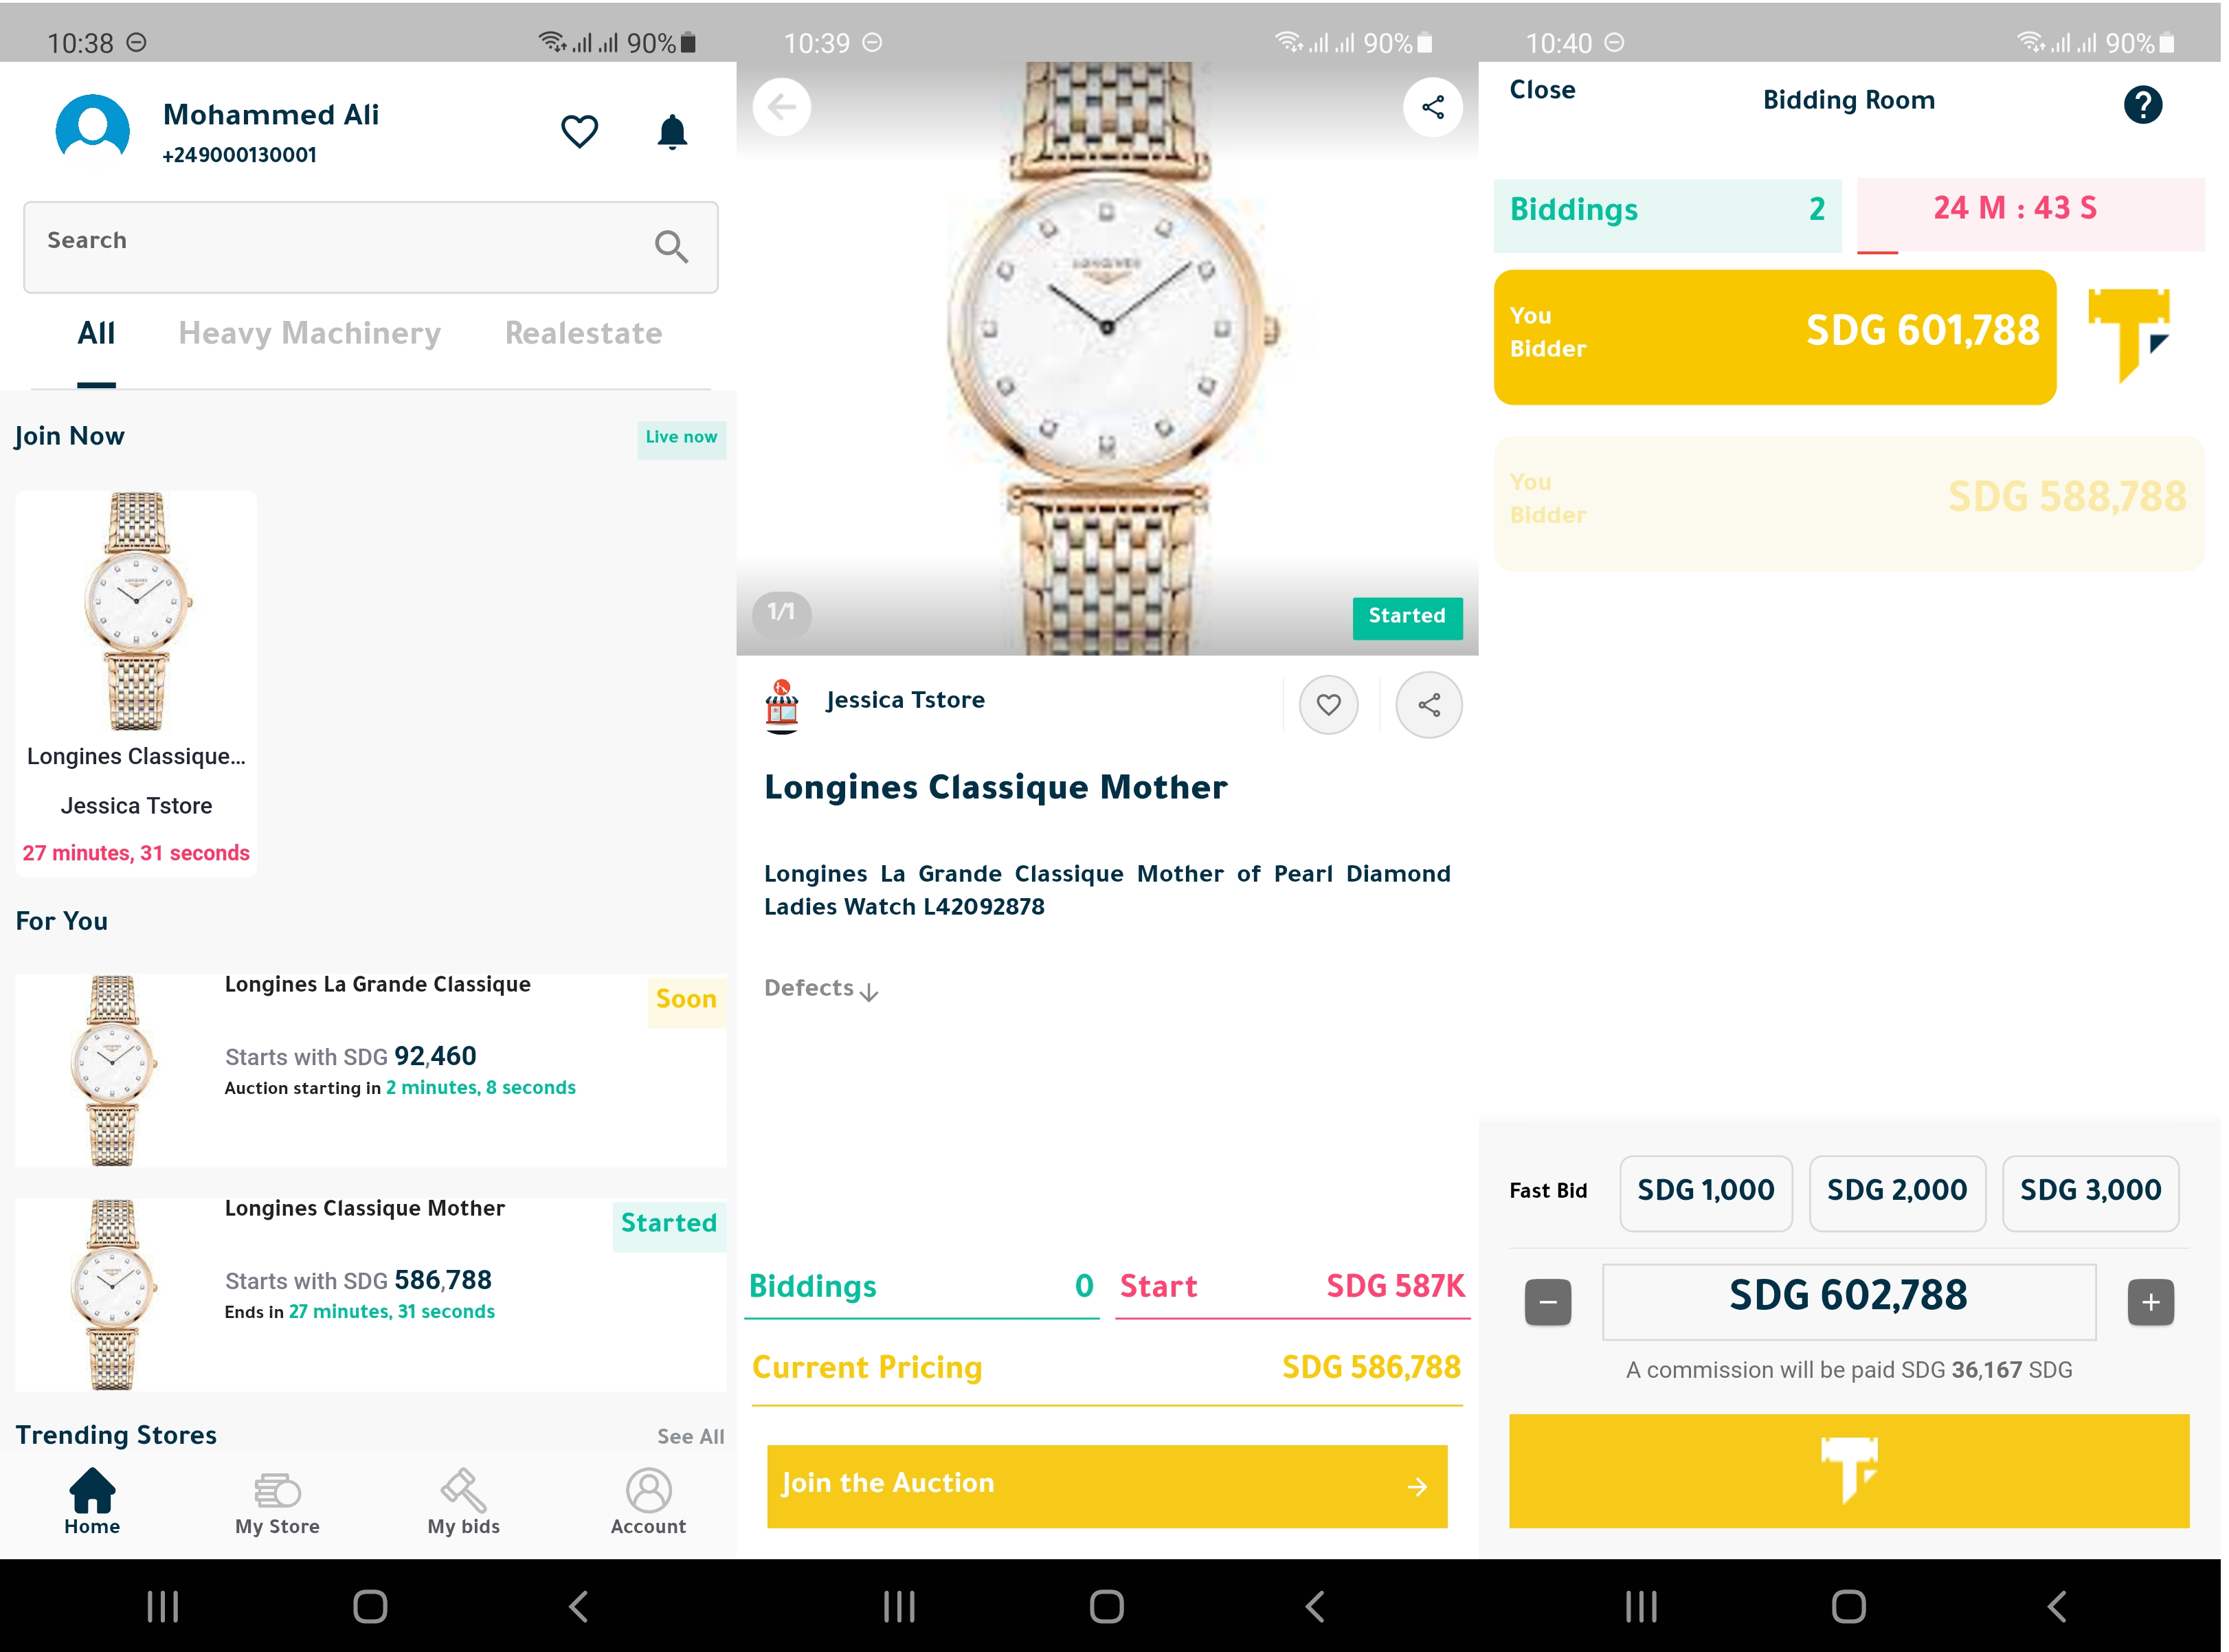 10:38
90%
Mohammed Ali
+249000130001
Search
All Heavy Machinery Realestate
Join Now
Live now
LONGINES
Longines Classique...
Jessica Tstore
27 minutes, 31 seconds
For You
Longines La Grande Classique
Soon
Starts with SDG 92,460
Auction starting in 2 minutes, 8 seconds
Longines Classique Mother
Started
Starts with SDG 586,788
Ends in 27 minutes, 31 seconds
Trending Stores
See All
Home
My Store
My bids
Account
10:39
90%
LONGINES
1/1
Started
Jessica Tstore
Longines Classique Mother
Longines La Grande Classique Mother of Pearl Diamond
Ladies Watch L42092878
Defects
Biddings 0
Start SDG 587K
Current Pricing SDG 586,788
Join the Auction
10:40
90%
Close
Bidding Room
?
Biddings 2
24 M : 43 S
You
Bidder
SDG 601,788
You
Bidder
SDG 588,788
Fast Bid
SDG 1,000
SDG 2,000
SDG 3,000
SDG 602,788
A commission will be paid SDG 36,167 SDG